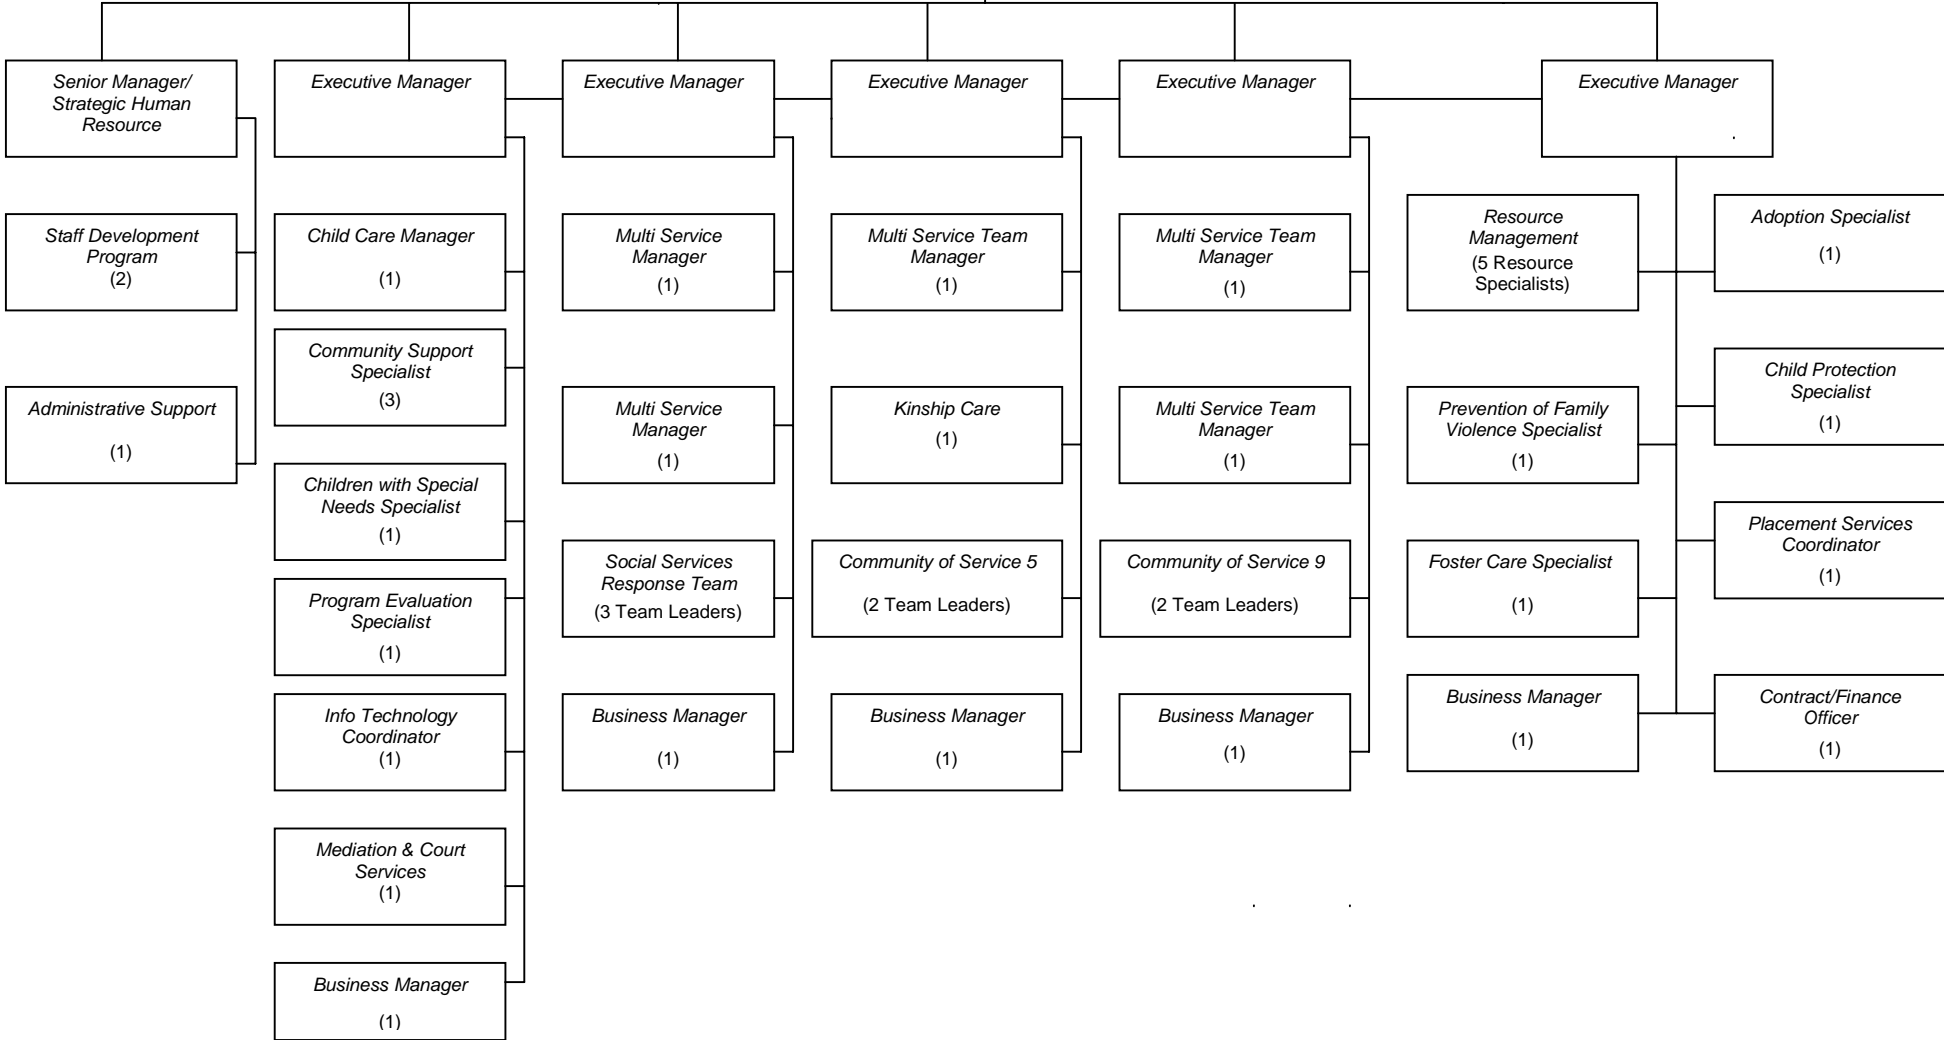 Senior Manager/
Strategic Human
Resource
Staff Development
Program
(2)
Administrative Support
(1)
Executive Manager
Child Care Manager
(1)
Community Support
Specialist
(3)
Children with Special
Needs Specialist
(1)
Program Evaluation
Specialist
(1)
Info Technology
Coordinator
(1)
Mediation & Court
Services
(1)
Business Manager
(1)
Executive Manager
Multi Service
Manager
(1)
Multi Service
Manager
(1)
Social Services
Response Team
(3 Team Leaders)
Business Manager
(1)
Executive Manager
Multi Service Team
Manager
(1)
Kinship Care
(1)
Community of Service 5
(2 Team Leaders)
Business Manager
(1)
Executive Manager
Multi Service Team
Manager
(1)
Multi Service Team
Manager
(1)
Community of Service 9
(2 Team Leaders)
Business Manager
(1)
Executive Manager
Resource
Management
(5 Resource
Specialists)
Prevention of Family
Violence Specialist
(1)
Foster Care Specialist
(1)
Business Manager
(1)
Adoption Specialist
(1)
Child Protection
Specialist
(1)
Placement Services
Coordinator
(1)
Contract/Finance
Officer
(1)